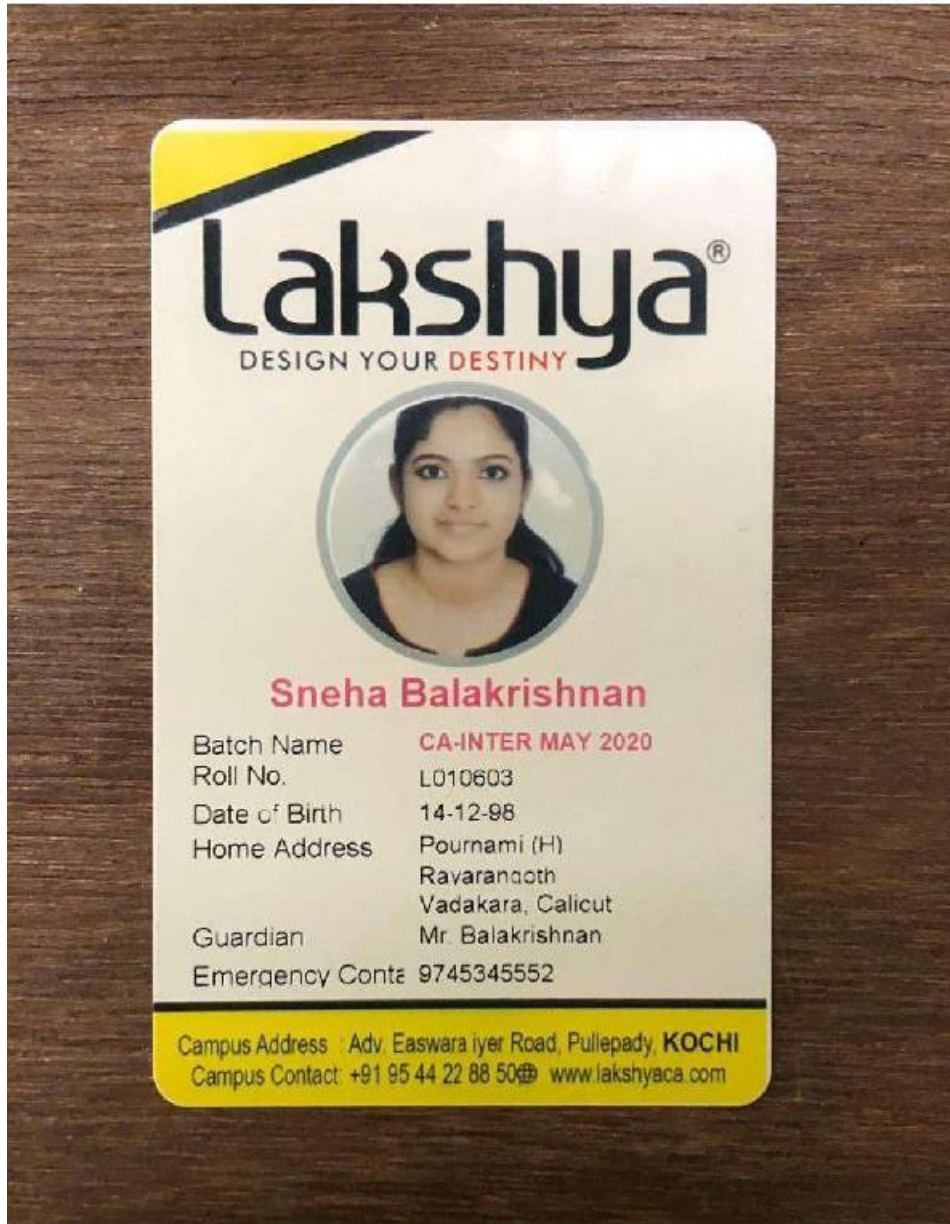 Lakshya®
DESIGN YOUR DESTINY
Sneha Balakrishnan
Batch Name CA-INTER MAY 2020
Roll No. L010603
Date of Birth 14-12-98
Home Address Pournami (H)
Ravarangoth
Vadakara, Calicut
Guardian Mr. Balakrishnan
Emergency Conta 9745345552
Campus Address : Adv. Easwara iyer Road, Pullepady, KOCHI
Campus Contact: +91 95 44 22 88 50 www.lakshyaca.com